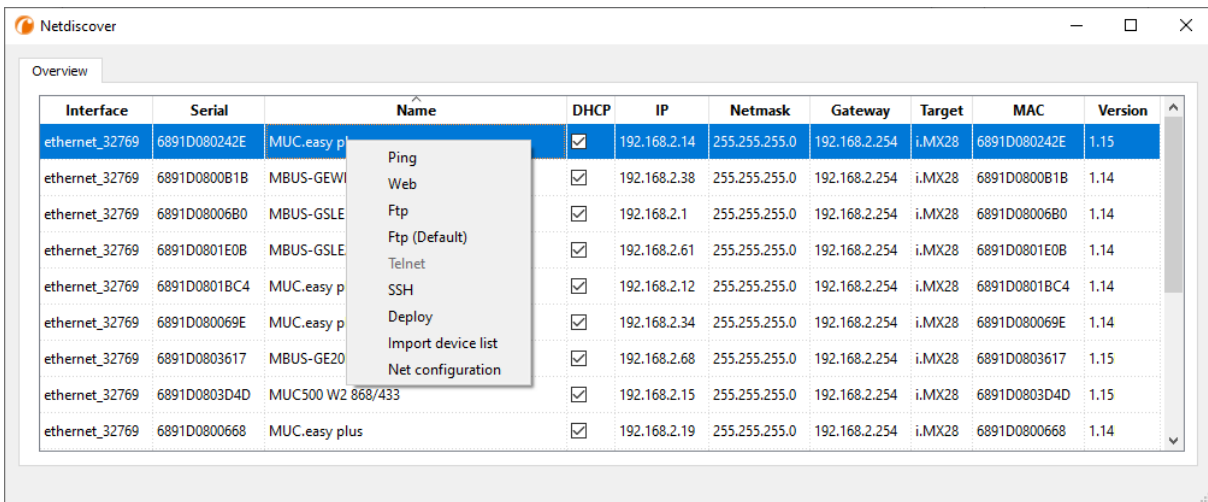 Netdiscover
Overview
Interface Serial Name DHCP IP Netmask Gateway Target MAC Version
ethernet_32769 6891D080242E MUC.easy 192.168.2.14 255.255.255.0 192.168.2.254 i.MX28 6891D080242E 1.15
ethernet_32769 6891D0800B1B MBUS-GEWI 192.168.2.38 255.255.255.0 192.168.2.254 i.MX28 6891D0800B1B 1.14
ethernet_32769 6891D08006B0 MBUS-GSLE 192.168.2.1 255.255.255.0 192.168.2.254 i.MX28 6891D08006B0 1.14
ethernet_32769 6891D0801E0B MBUS-GSLE 192.168.2.61 255.255.255.0 192.168.2.254 i.MX28 6891D0801E0B 1.14
ethernet_32769 6891D0801BC4 MUC.easy p 192.168.2.12 255.255.255.0 192.168.2.254 i.MX28 6891D0801BC4 1.14
ethernet_32769 6891D080069E MUC.easy p 192.168.2.34 255.255.255.0 192.168.2.254 i.MX28 6891D080069E 1.14
ethernet_32769 6891D0803617 MBUS-GE20 192.168.2.68 255.255.255.0 192.168.2.254 i.MX28 6891D0803617 1.15
ethernet_32769 6891D0803D4D MUC500 W2 868/433 192.168.2.15 255.255.255.0 192.168.2.254 i.MX28 6891D0803D4D 1.15
ethernet_32769 6891D0800668 MUC.easy plus 192.168.2.19 255.255.255.0 192.168.2.254 i.MX28 6891D0800668 1.14
Ping
Web
Ftp
Ftp (Default)
Telnet
SSH
Deploy
Import device list
Net configuration